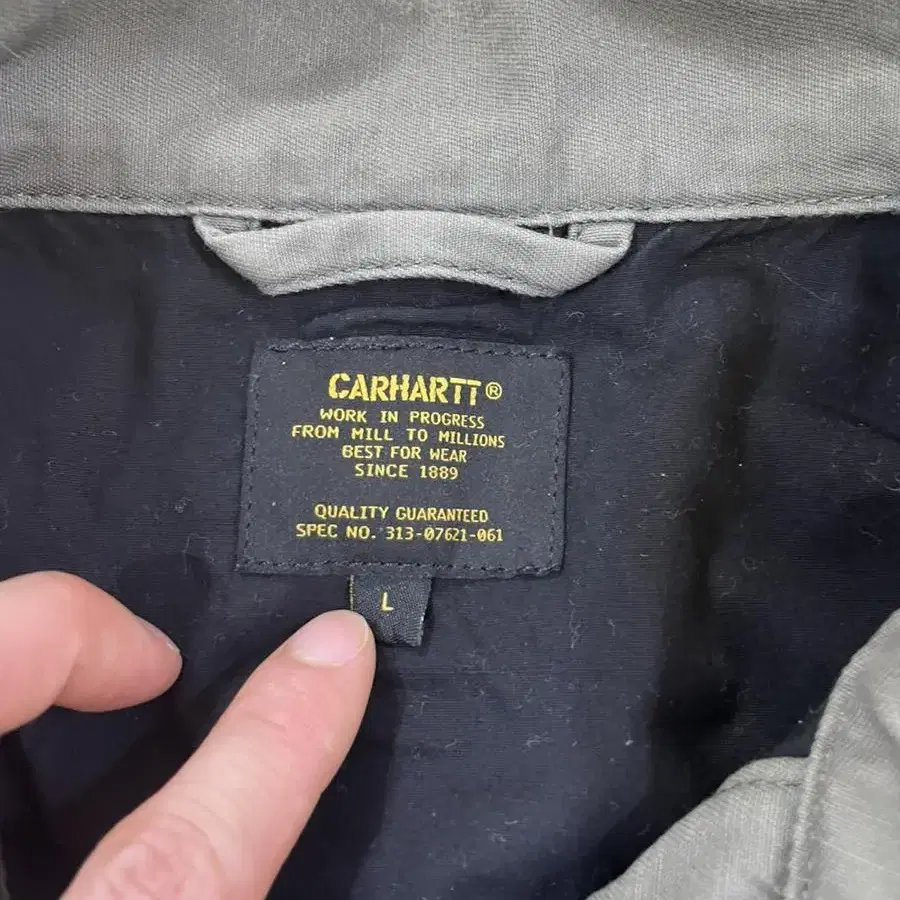 CARHARTT®
WORK IN PROGRESS
FROM MILL TO MILLIONS
BEST FOR WEAR
SINCE 1889
QUALITY GUARANTEED
SPEC NO. 313-07621-061
L